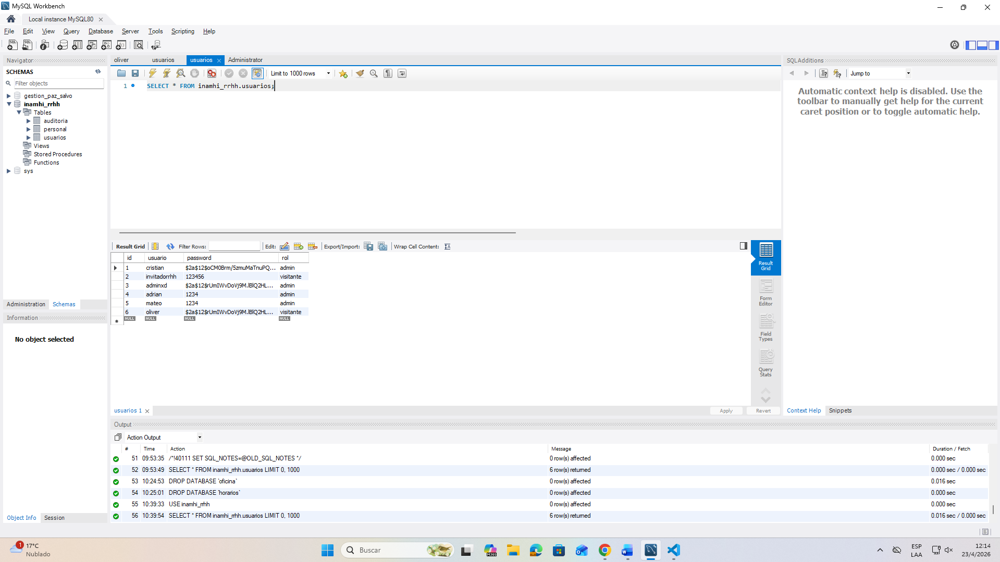 MySQL Workbench
Local instance MySQL80
File Edit View Query Database Server Tools Scripting Help
Navigator
SCHEMAS
Filter objects
gestion_paz_salvo
inamhi_rrhh
Tables
auditoria
personal
usuarios
Views
Stored Procedures
Functions
sys
Administration Schemas
Information
No object selected
Object Info Session
oliver usuarios usuarios Administrator
Limit to 1000 rows
1 SELECT * FROM inamhi_rrhh.usuarios;
Result Grid Filter Rows: Edit: Export/Import: Wrap Cell Content:
id usuario password rol
1 cristian $2a$12$oCM0Brm/5zmuMaTnuPQ... admin
2 invitadorrhh 123456 visitante
3 adminxd $2a$12$rUmIWvDoVj9M.lBlQ2HL... admin
4 adrian 1234 admin
5 mateo 1234 admin
6 oliver $2a$12$rUmIWvDoVj9M.lBlQ2HL... visitante
NULL NULL NULL NULL
Result Grid
Form Editor
Field Types
Query Stats
usuarios 1 Apply Revert
SQLAdditions
Jump to
Automatic context help is disabled. Use the
toolbar to manually get help for the current
caret position or to toggle automatic help.
Context Help Snippets
Output
Action Output
# Time Action Message Duration / Fetch
51 09:53:35 /*!40111 SET SQL_NOTES=@OLD_SQL_NOTES */ 0 row(s) affected 0.000 sec
52 09:53:49 SELECT * FROM inamhi_rrhh.usuarios LIMIT 0, 1000 6 row(s) returned 0.000 sec / 0.000 sec
53 10:24:53 DROP DATABASE `oficina` 0 row(s) affected 0.016 sec
54 10:25:01 DROP DATABASE `horarios` 0 row(s) affected 0.000 sec
55 10:39:33 USE inamhi_rrhh 0 row(s) affected 0.000 sec
56 10:39:54 SELECT * FROM inamhi_rrhh.usuarios LIMIT 0, 1000 6 row(s) returned 0.016 sec / 0.000 sec
1
17°C
Nublado
Buscar
M365
ESP
LAA
12:14
23/4/2026